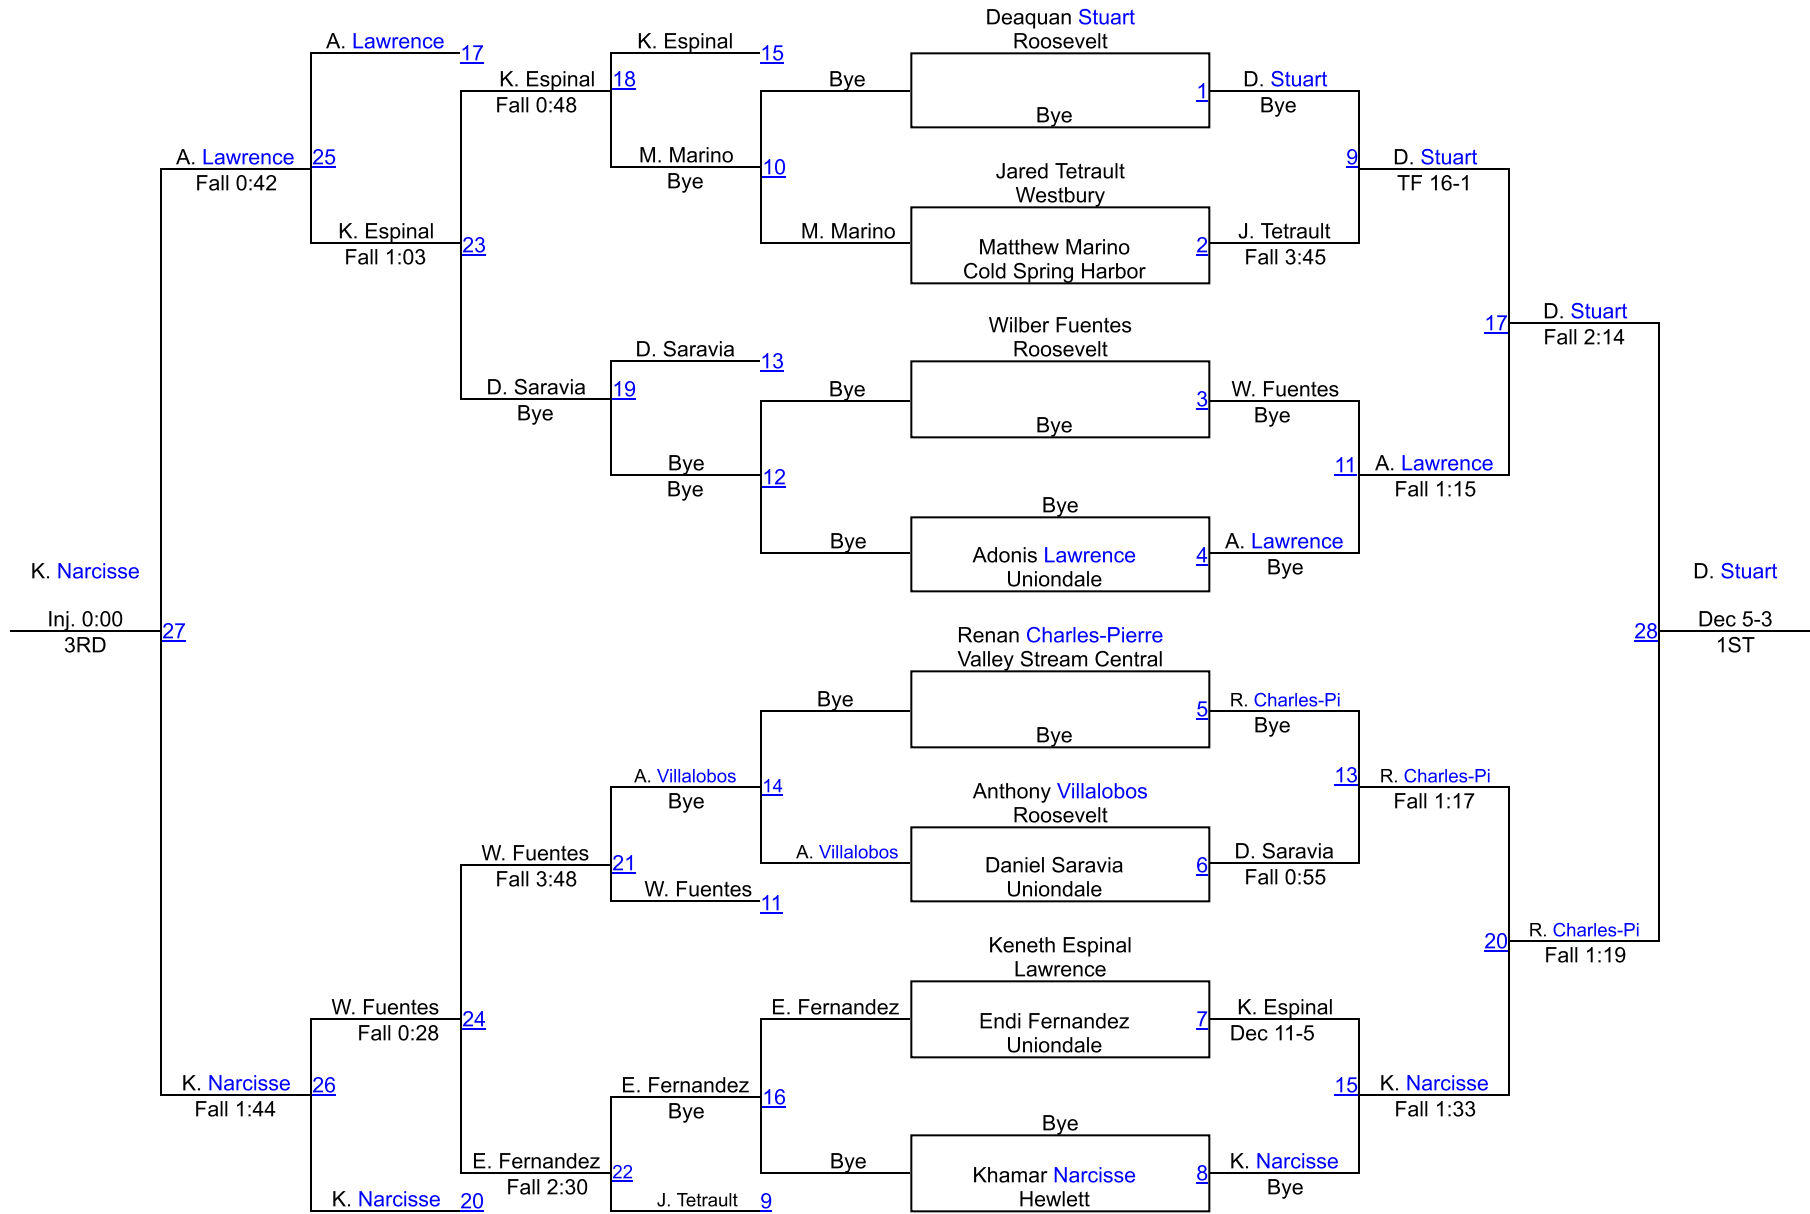 Deaquan Stuart
Roosevelt
A. Lawrence
17
K. Espinal
15
K. Espinal
18
Fall 0:48
Bye
1
D. Stuart
Bye
Bye
A. Lawrence
25
Fall 0:42
M. Marino
10
Bye
Jared Tetrault
Westbury
9
D. Stuart
TF 16-1
K. Espinal
23
Fall 1:03
M. Marino
Matthew Marino
Cold Spring Harbor
2
J. Tetrault
Fall 3:45
Wilber Fuentes
Roosevelt
17
D. Stuart
Fall 2:14
D. Saravia
13
D. Saravia
19
Bye
Bye
3
W. Fuentes
Bye
Bye
Bye
12
Bye
11
A. Lawrence
Fall 1:15
Bye
Bye
Adonis Lawrence
Uniondale
4
A. Lawrence
Bye
K. Narcisse
Inj. 0:00
27
3RD
D. Stuart
28
Dec 5-3
1ST
Renan Charles-Pierre
Valley Stream Central
Bye
5
R. Charles-Pi
Bye
Bye
A. Villalobos
14
Bye
Anthony Villalobos
Roosevelt
13
R. Charles-Pi
Fall 1:17
W. Fuentes
21
Fall 3:48
A. Villalobos
Daniel Saravia
Uniondale
6
D. Saravia
Fall 0:55
W. Fuentes
11
Keneth Espinal
Lawrence
20
R. Charles-Pi
Fall 1:19
W. Fuentes
24
Fall 0:28
E. Fernandez
Endi Fernandez
Uniondale
7
K. Espinal
Dec 11-5
K. Narcisse
26
Fall 1:44
E. Fernandez
16
Bye
15
K. Narcisse
Fall 1:33
Bye
E. Fernandez
22
Fall 2:30
Bye
Khamar Narcisse
Hewlett
8
K. Narcisse
Bye
K. Narcisse
20
J. Tetrault
9